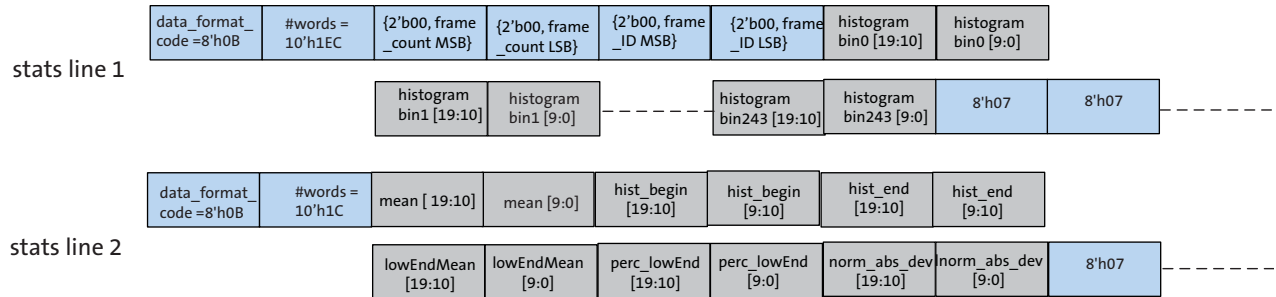 data_format_
code =8'h0B
#words =
10'h1EC
{2'b00, frame
_count MSB}
{2'b00, frame
_count LSB}
{2'b00, frame
_ID MSB}
{2'b00, frame
_ID LSB}
histogram
bin0 [19:10]
histogram
bin0 [9:0]
stats line 1
histogram
bin1 [19:10]
histogram
bin1 [9:0]
histogram
bin243 [19:10]
histogram
bin243 [9:0]
8'h07
8'h07
data_format_
code =8'h0B
#words =
10'h1C
mean [ 19:10]
mean [9:0]
hist_begin
[19:10]
hist_begin
[9:10]
hist_end
[19:10]
hist_end
[9:10]
stats line 2
lowEndMean
[19:10]
lowEndMean
[9:0]
perc_lowEnd
[19:10]
perc_lowEnd
[9:0]
norm_abs_dev
[19:10]
norm_abs_dev
[9:0]
8'h07